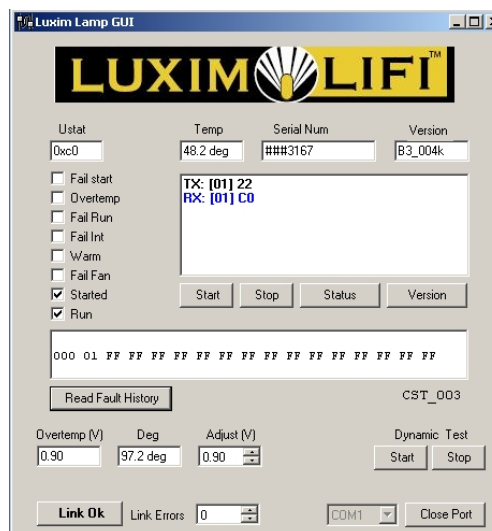 Luxim Lamp GUI
LUXIM LIFI™
Ustat Temp Serial Num Version
0xc0 48.2 deg ###3167 B3_004k
Fail start
Overtemp
Fail Run
Fail Int
Warm
Fail Fan
Started
Run
TX: [01] 22
RX: [01] C0
Start Stop Status Version
000 01 FF FF FF FF FF FF FF FF FF FF FF FF FF FF FF FF
Read Fault History CST_003
Overtemp (V) Deg Adjust (V) Dynamic Test
0.90 97.2 deg 0.90 Start Stop
Link Ok Link Errors 0 COM1 Close Port